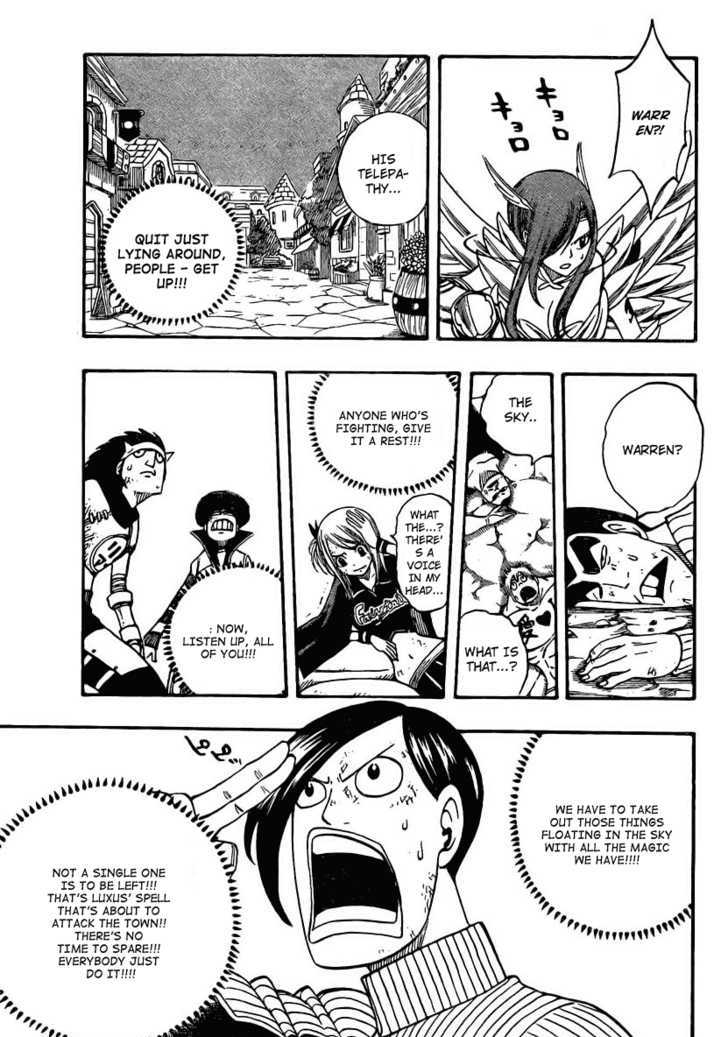 WARR
EN?!
キョロ
キョロ
HIS
TELEPA-
THY...
QUIT JUST
LYING AROUND,
PEOPLE - GET
UP!!!
WARREN?
THE
SKY..
WHAT IS
THAT...?
ANYONE WHO'S
FIGHTING, GIVE
IT A REST!!!
WHAT
THE...?
THERE'S
A
VOICE
IN MY
HEAD...
: NOW,
LISTEN UP, ALL
OF YOU!!!
WE HAVE TO TAKE
OUT THOSE THINGS
FLOATING IN THE SKY
WITH ALL THE MAGIC
WE HAVE!!!!
NOT A SINGLE ONE
IS TO BE LEFT!!!
THAT'S LUXUS' SPELL
THAT'S ABOUT TO
ATTACK THE TOWN!!
THERE'S NO
TIME TO SPARE!!!
EVERYBODY JUST
DO IT!!!!